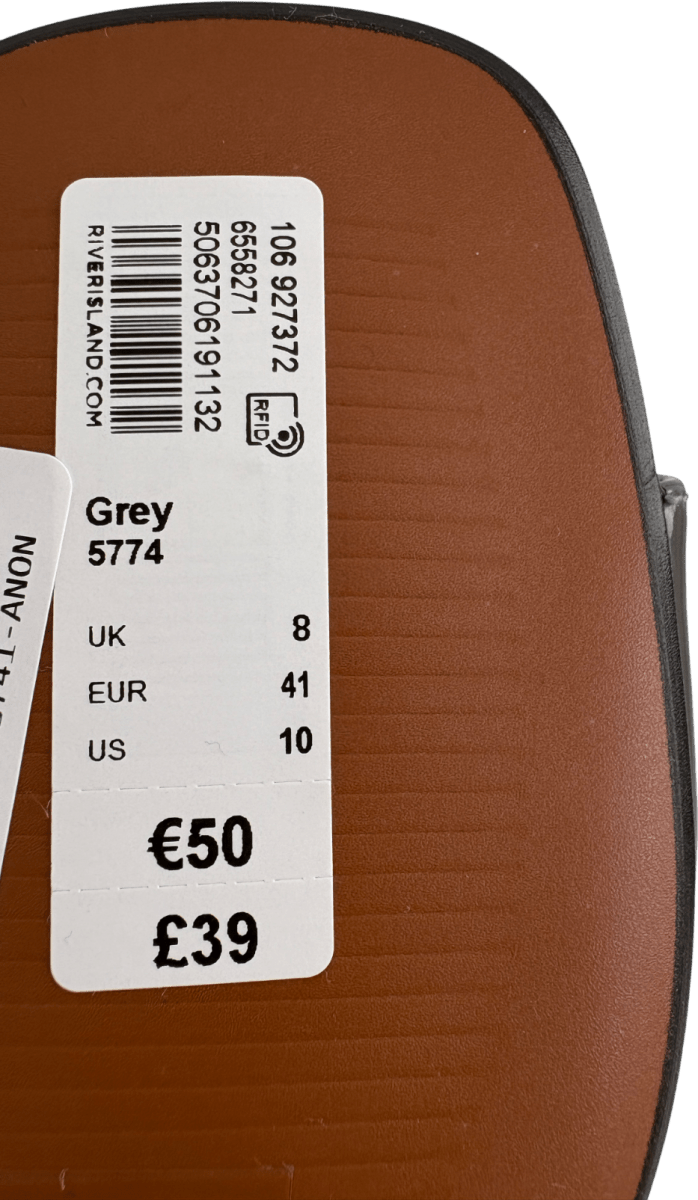 106 927372
6558271
5063706191132
RIVERISLAND.COM
RFID
Grey
5774
UK 8
EUR 41
US 10
€50
£39
ANON